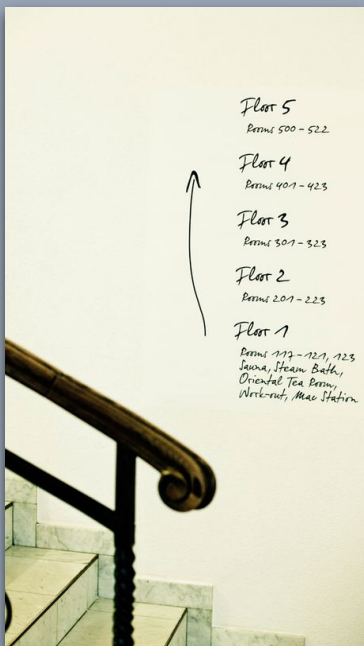 Floor 5
Rooms 500-522
Floor 4
Rooms 401-423
Floor 3
Rooms 301-323
Floor 2
Rooms 201-223
Floor 1
Rooms 117-121, 123
Sauna, Steam Bath,
Oriental Tea Room,
Work-out, Mac Station